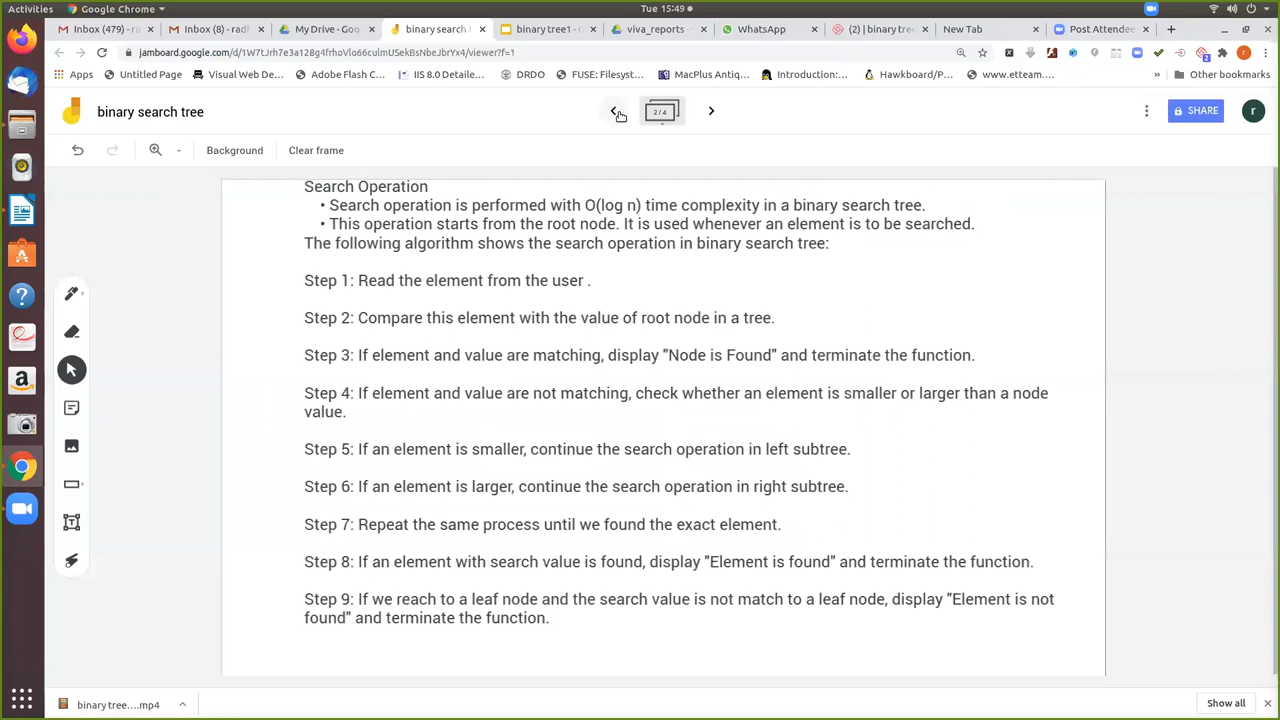 Activities
Google Chrome
Tue 15:49
Inbox (479) - r
Inbox (8) - radh
My Drive - Goo
binary search t
binary tree1 - c
viva_reports -
WhatsApp
(2) | binary tre
New Tab
Post Attendee
jamboard.google.com/d/
/viewer?f=1
Apps
Untitled Page
Visual Web De...
Adobe Flash C...
IIS 8.0 Detaile...
DRDO
FUSE: Filesyst...
MacPlus Antiq...
Introduction:...
Hawkboard/P...
www.etteam.
»
Other bookmarks
binary search tree
2 / 4
SHARE
r
Background
Clear frame
Search Operation
• Search operation is performed with O(log n) time complexity in a binary search tree.
• This operation starts from the root node. It is used whenever an element is to be searched.
The following algorithm shows the search operation in binary search tree:
Step 1: Read the element from the user .
Step 2: Compare this element with the value of root node in a tree.
Step 3: If element and value are matching, display "Node is Found" and terminate the function.
Step 4: If element and value are not matching, check whether an element is smaller or larger than a node
value.
Step 5: If an element is smaller, continue the search operation in left subtree.
Step 6: If an element is larger, continue the search operation in right subtree.
Step 7: Repeat the same process until we found the exact element.
Step 8: If an element with search value is found, display "Element is found" and terminate the function.
Step 9: If we reach to a leaf node and the search value is not match to a leaf node, display "Element is not
found" and terminate the function.
binary tree....mp4
Show all